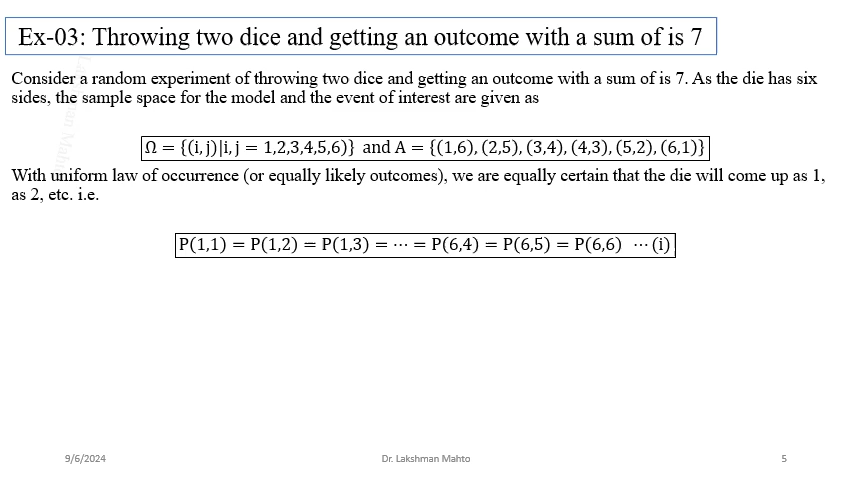 Ex-03: Throwing two dice and getting an outcome with a sum of is 7
Consider a random experiment of throwing two dice and getting an outcome with a sum of is 7. As the die has six
sides, the sample space for the model and the event of interest are given as
Ω = {(i, j)|i, j = 1,2,3,4,5,6)} and A = {(1,6), (2,5), (3,4), (4,3), (5,2), (6,1)}
With uniform law of occurrence (or equally likely outcomes), we are equally certain that the die will come up as 1,
as 2, etc. i.e.
P(1,1) = P(1,2) = P(1,3) = ⋯ = P(6,4) = P(6,5) = P(6,6) ⋯ (i)
9/6/2024
Dr. Lakshman Mahto
5